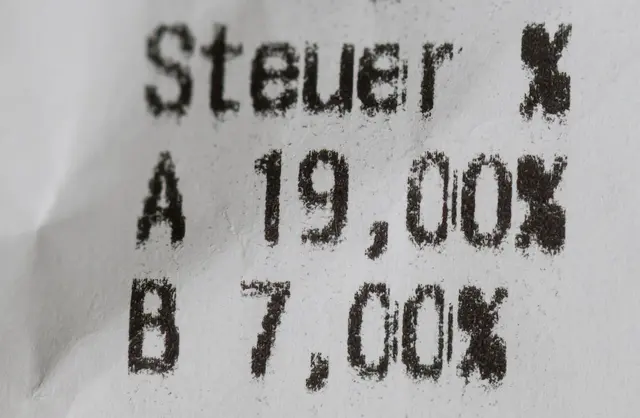 Steuer %
A 19,00%
B 7,00%